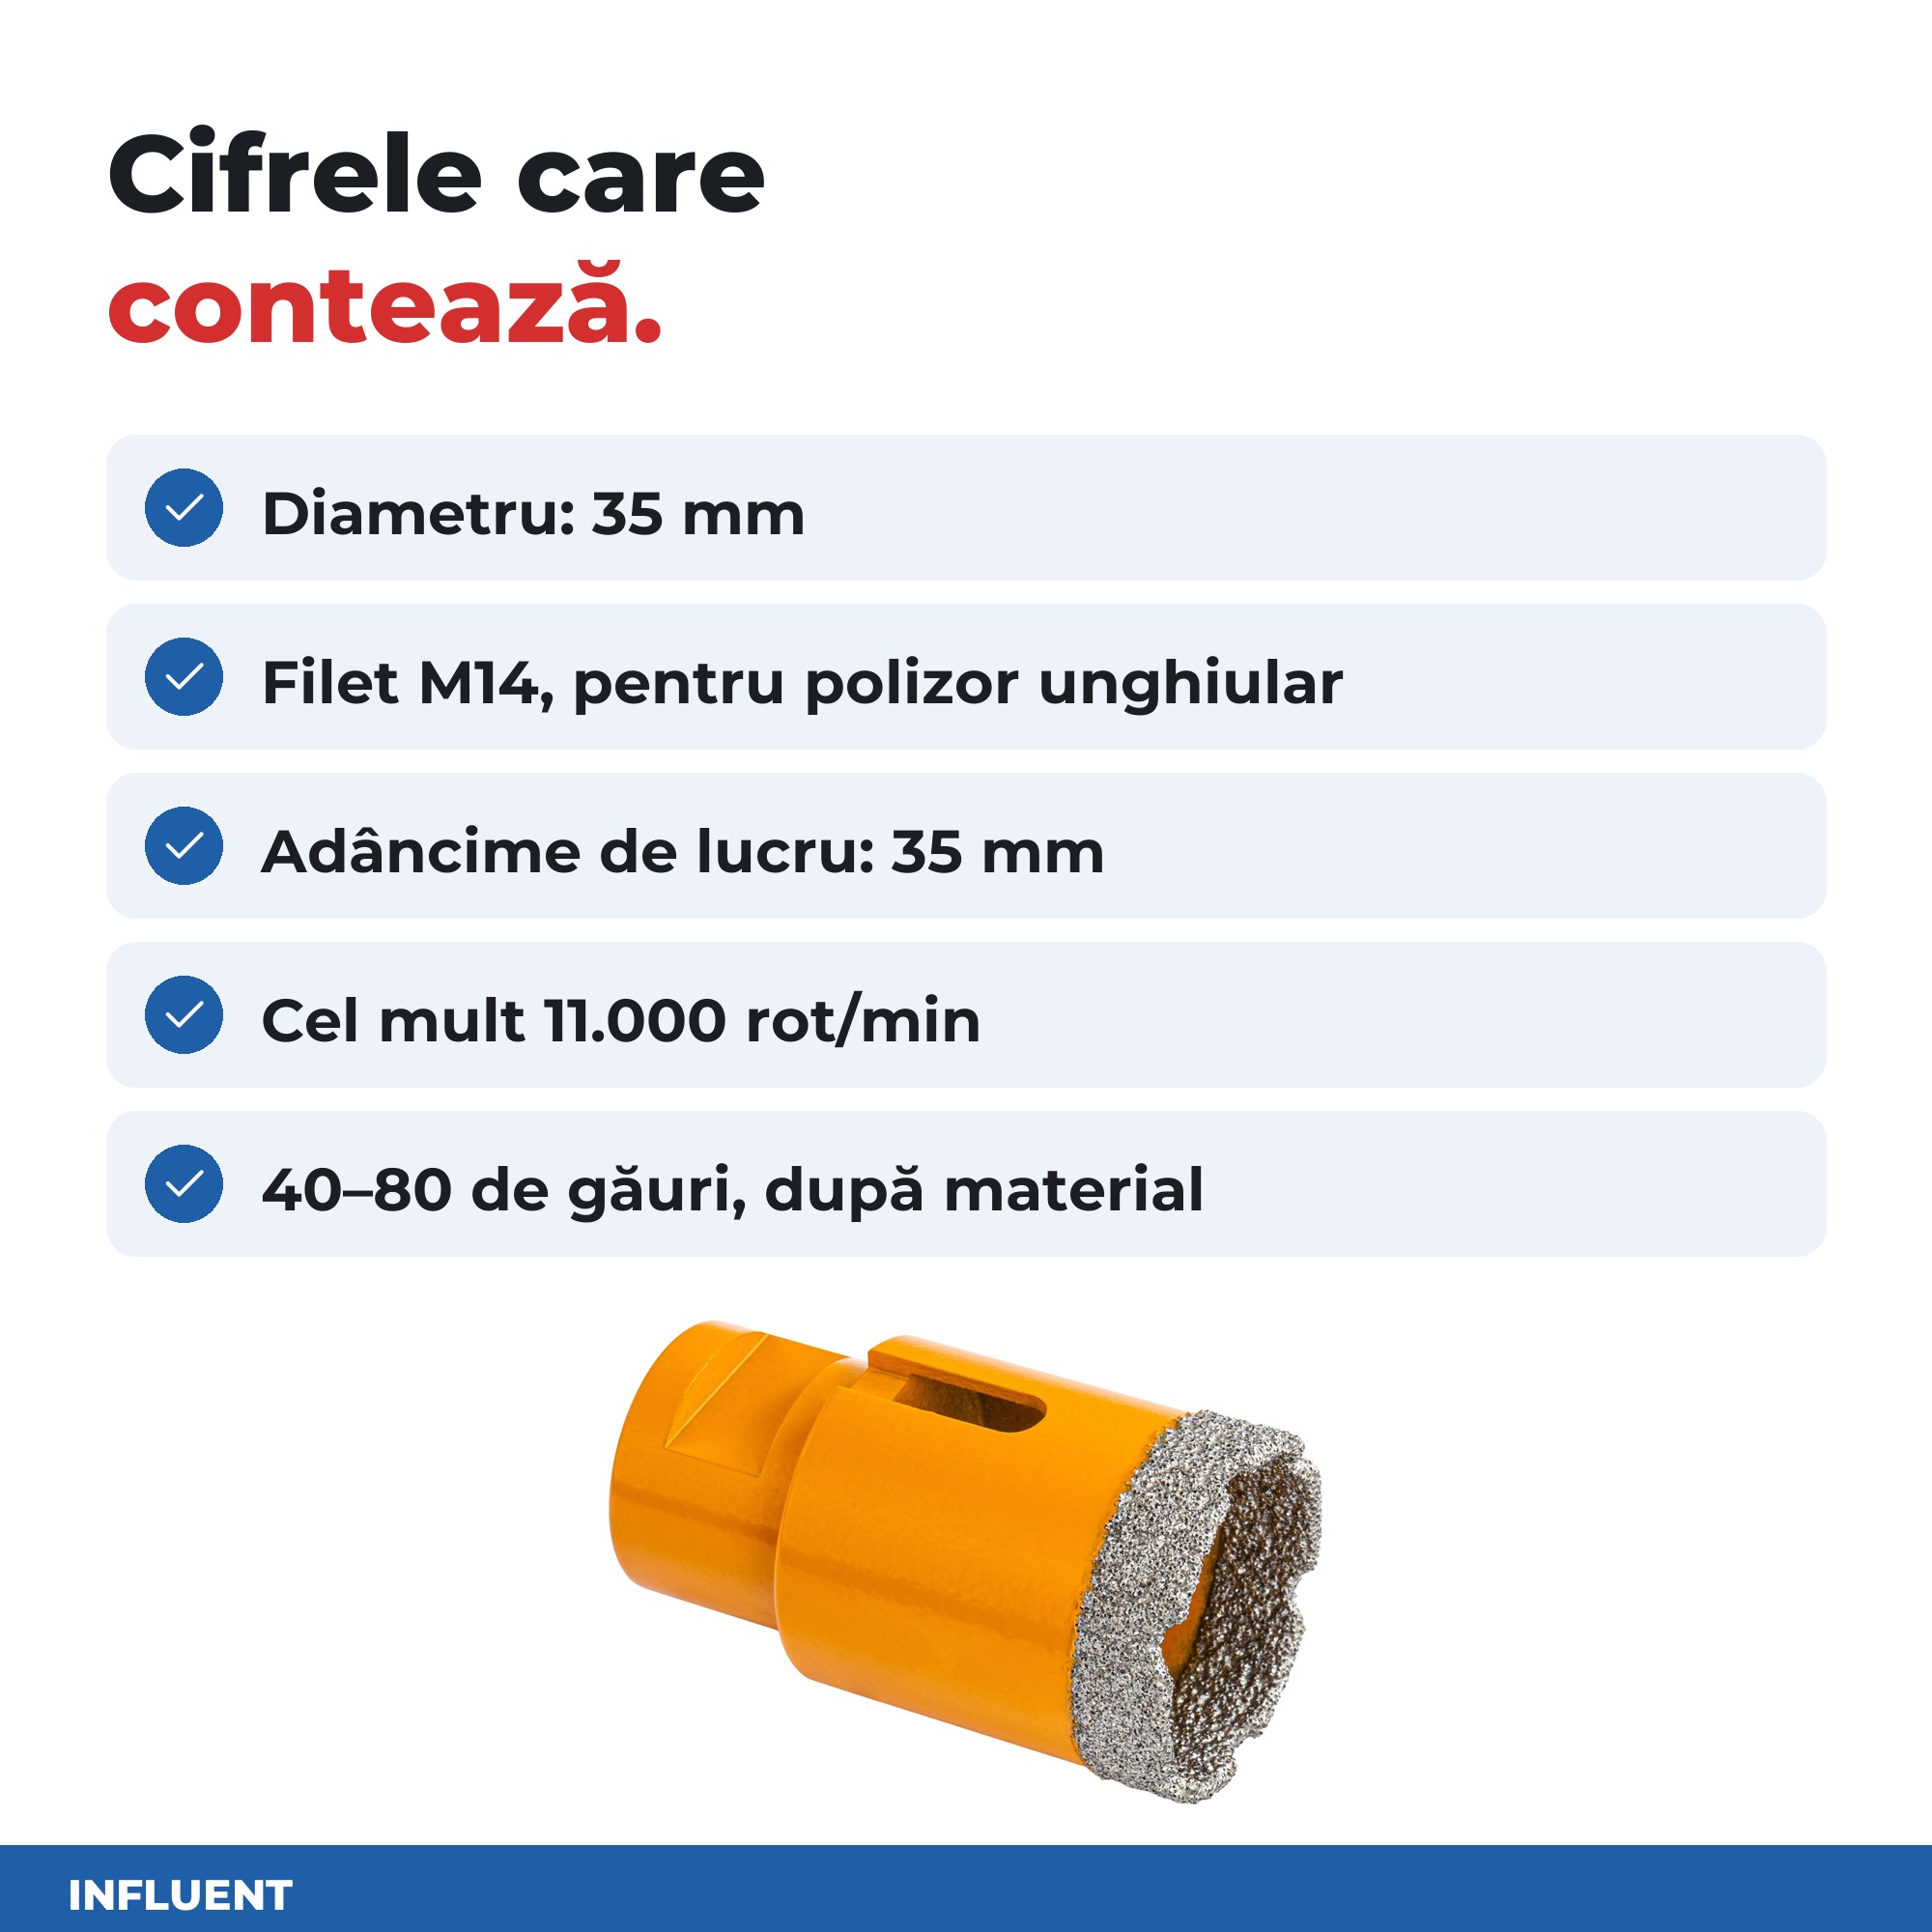 Cifrele care
contează.
Diametru: 35 mm
Filet M14, pentru polizor unghiular
Adâncime de lucru: 35 mm
Cel mult 11.000 rot/min
40–80 de găuri, după material
INFLUENT